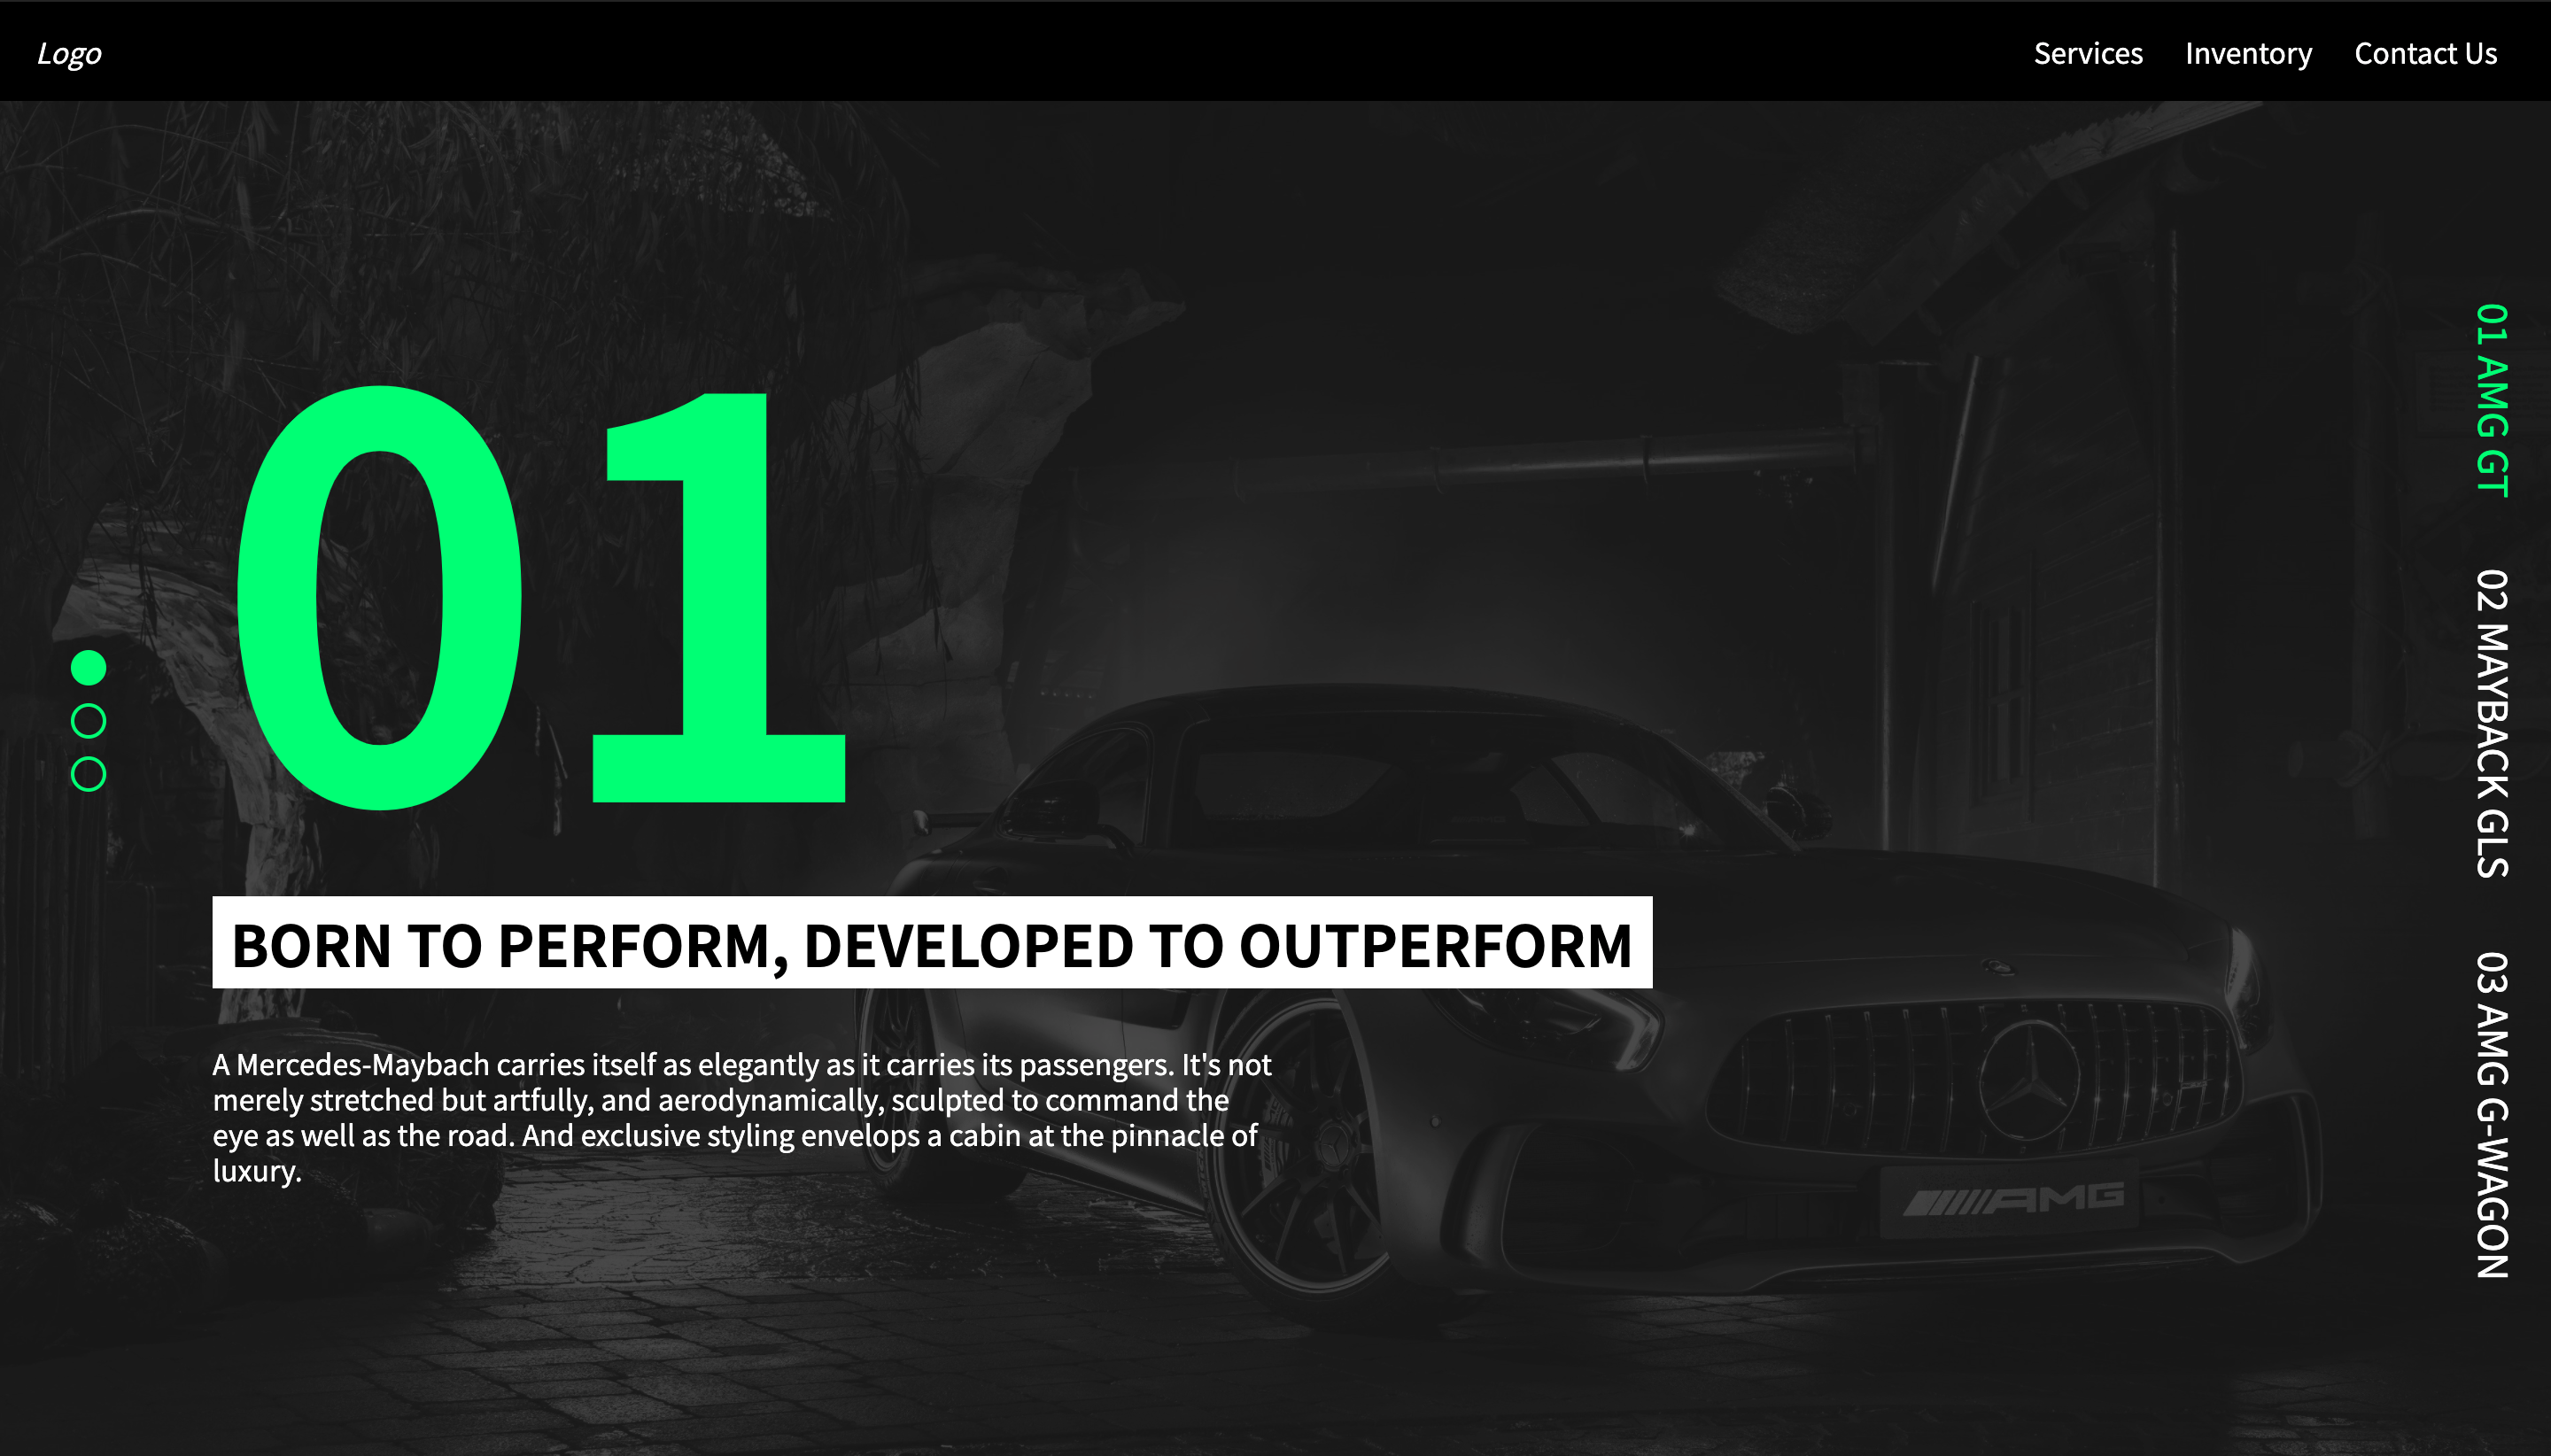 Logo
Services Inventory Contact Us
01
BORN TO PERFORM, DEVELOPED TO OUTPERFORM
A Mercedes-Maybach carries itself as elegantly as it carries its passengers. It's not
merely stretched but artfully, and aerodynamically, sculpted to command the
eye as well as the road. And exclusive styling envelops a cabin at the pinnacle of
luxury.
AMG
01 AMG GT
02 MAYBACK GLS
03 AMG G-WAGON